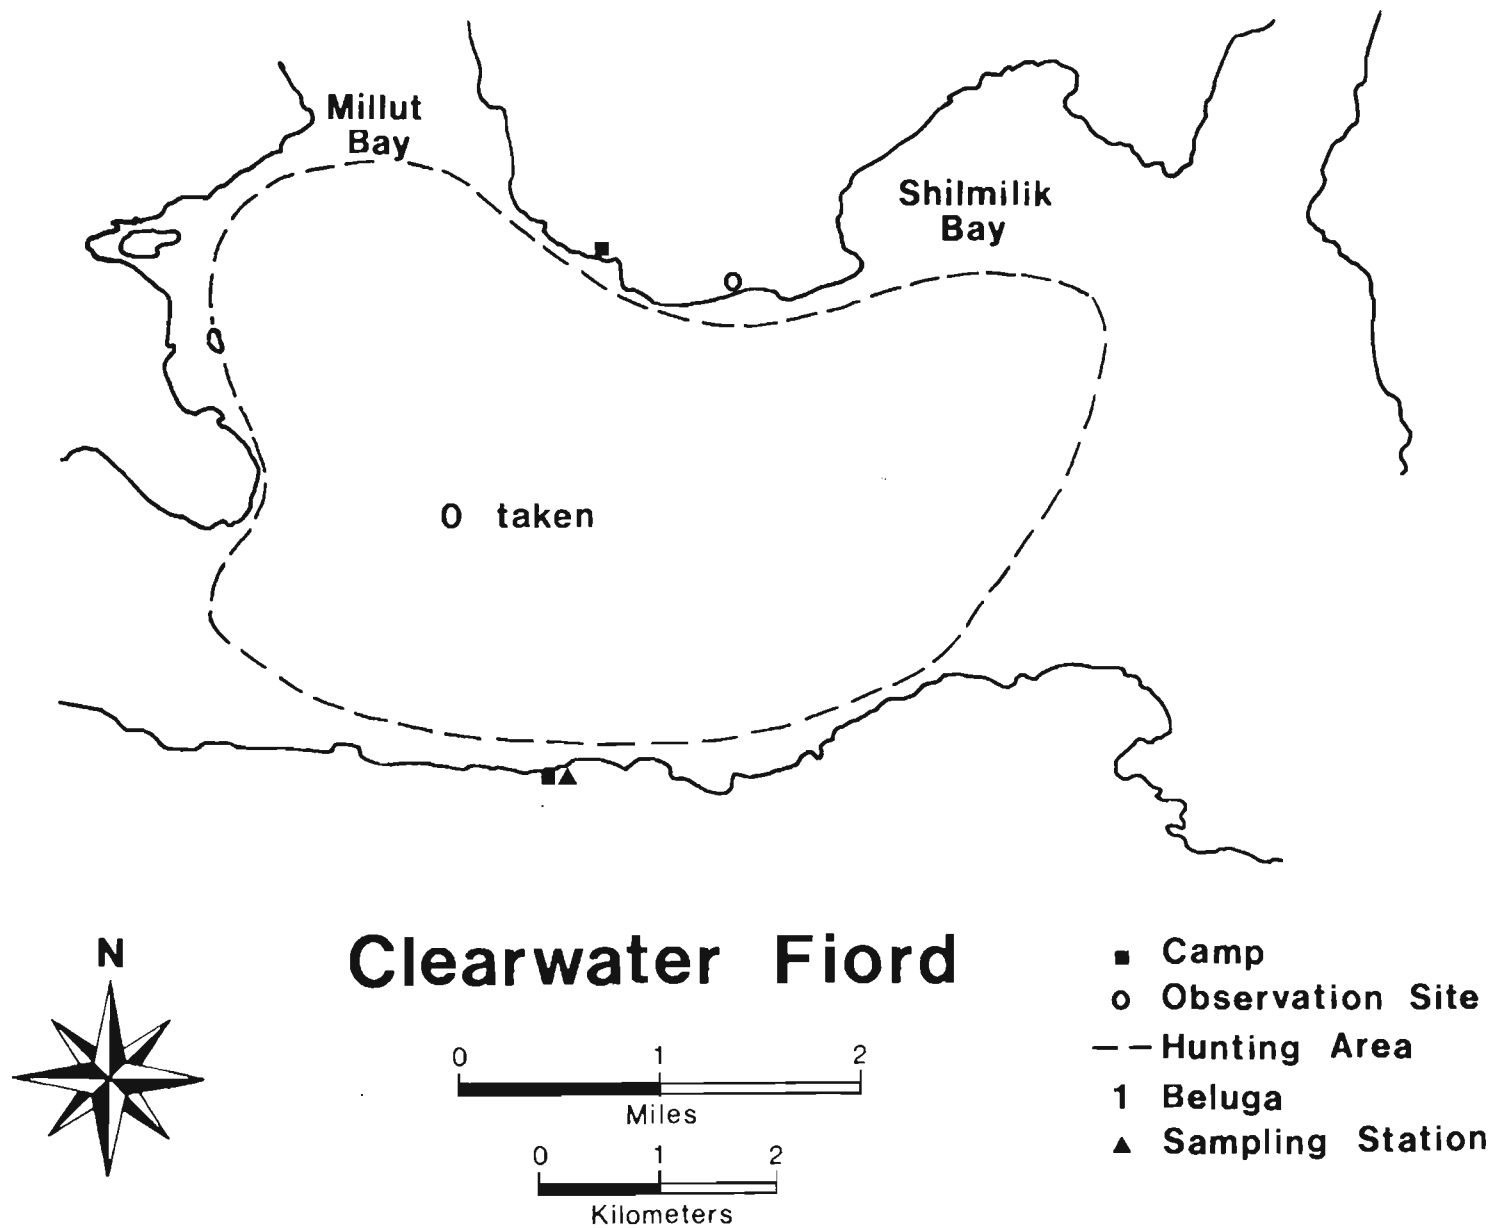 Millut
Bay
Shilmilik
Bay
0 taken
N
Clearwater Fiord
0 1 2
Miles
0 1 2
Kilometers
Camp
Observation Site
Hunting Area
1 Beluga
Sampling Station